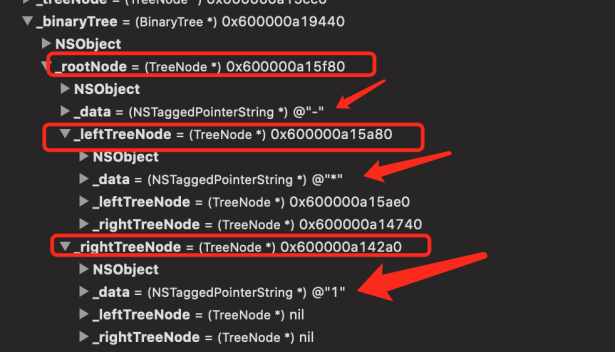 _binaryTree = (BinaryTree *) 0x600000a19440
NSObject
_rootNode = (TreeNode *) 0x600000a15f80
NSObject
_data = (NSTaggedPointerString *) @"-"
_leftTreeNode = (TreeNode *) 0x600000a15a80
NSObject
_data = (NSTaggedPointerString *) @"*"
_leftTreeNode = (TreeNode *) 0x600000a15ae0
_rightTreeNode = (TreeNode *) 0x600000a14740
_rightTreeNode = (TreeNode *) 0x600000a142a0
NSObject
_data = (NSTaggedPointerString *) @"1"
_leftTreeNode = (TreeNode *) nil
_rightTreeNode = (TreeNode *) nil